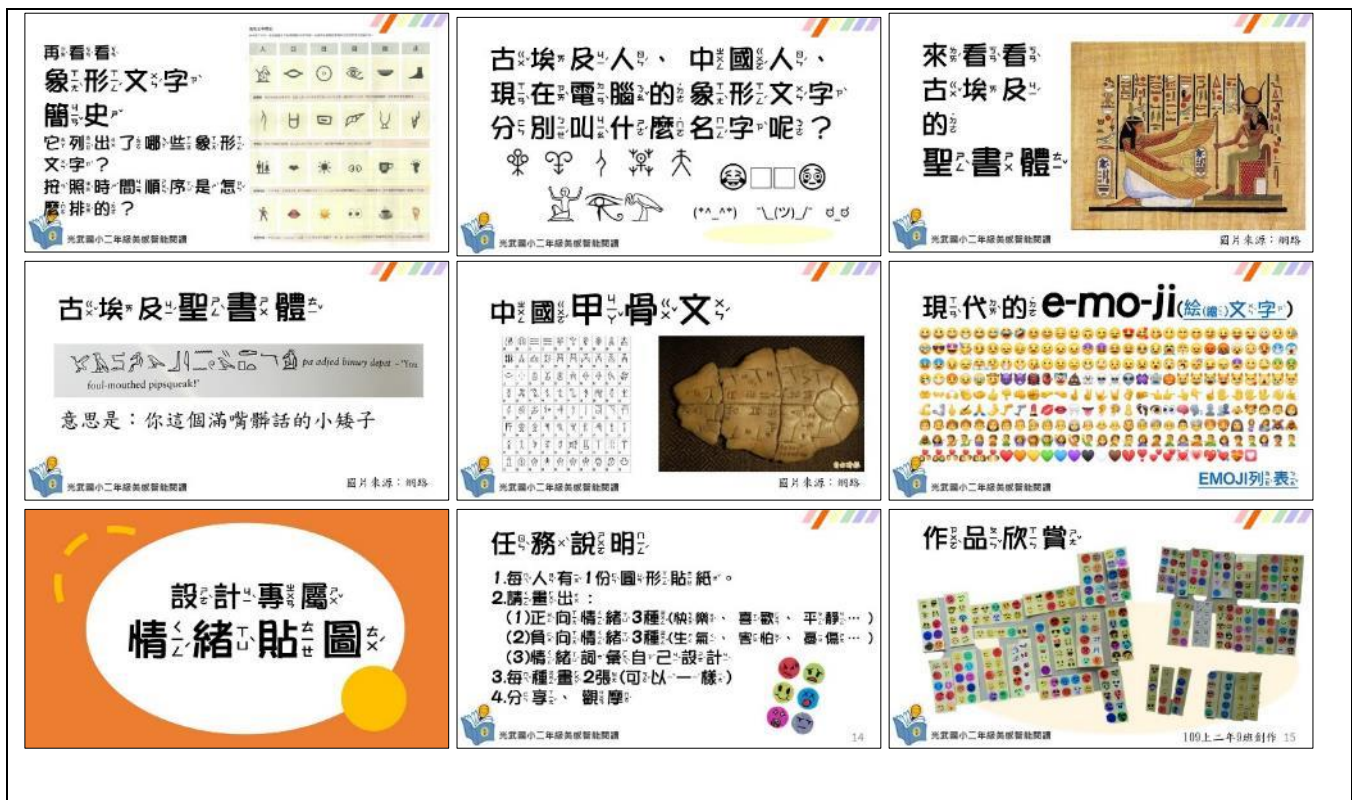 再看看
象形文字
簡史
它列出了哪些象形
文字?
按照時間順序是怎
麼排的?
光武國小二年級美感智能閱讀
古埃及人、 中國人、
現在電腦的象形文字
分別叫什麼名字呢?
(*^_^*) ¯\_(ツ)_/¯ ಠ_ಠ
光武國小二年級美感智能閱讀
來看看
古埃及
的
聖書體
光武國小二年級美感智能閱讀
圖片來源:網路
古埃及聖書體
pa adjed binary depat – "You
foul-mouthed pipsqueak!"
意思是:你這個滿嘴髒話的小矮子
光武國小二年級美感智能閱讀
圖片來源:網路
中國甲骨文
自由時報
光武國小二年級美感智能閱讀
圖片來源:網路
現代的e-mo-ji(絵(繪)文字)
光武國小二年級美感智能閱讀
EMOJI列表
設計專屬
情緒貼圖
任務說明
1.每人有1份圓形貼紙。
2.請畫出:
(1)正向情緒3種(快樂、 喜歡、 平靜…)
(2)負向情緒3種(生氣、 害怕、 憂傷…)
(3)情緒詞彙自己設計
3.每種畫2張(可以一樣)
4.分享、 觀摩
光武國小二年級美感智能閱讀
14
作品欣賞
光武國小二年級美感智能閱讀
109上二年9班創作 15